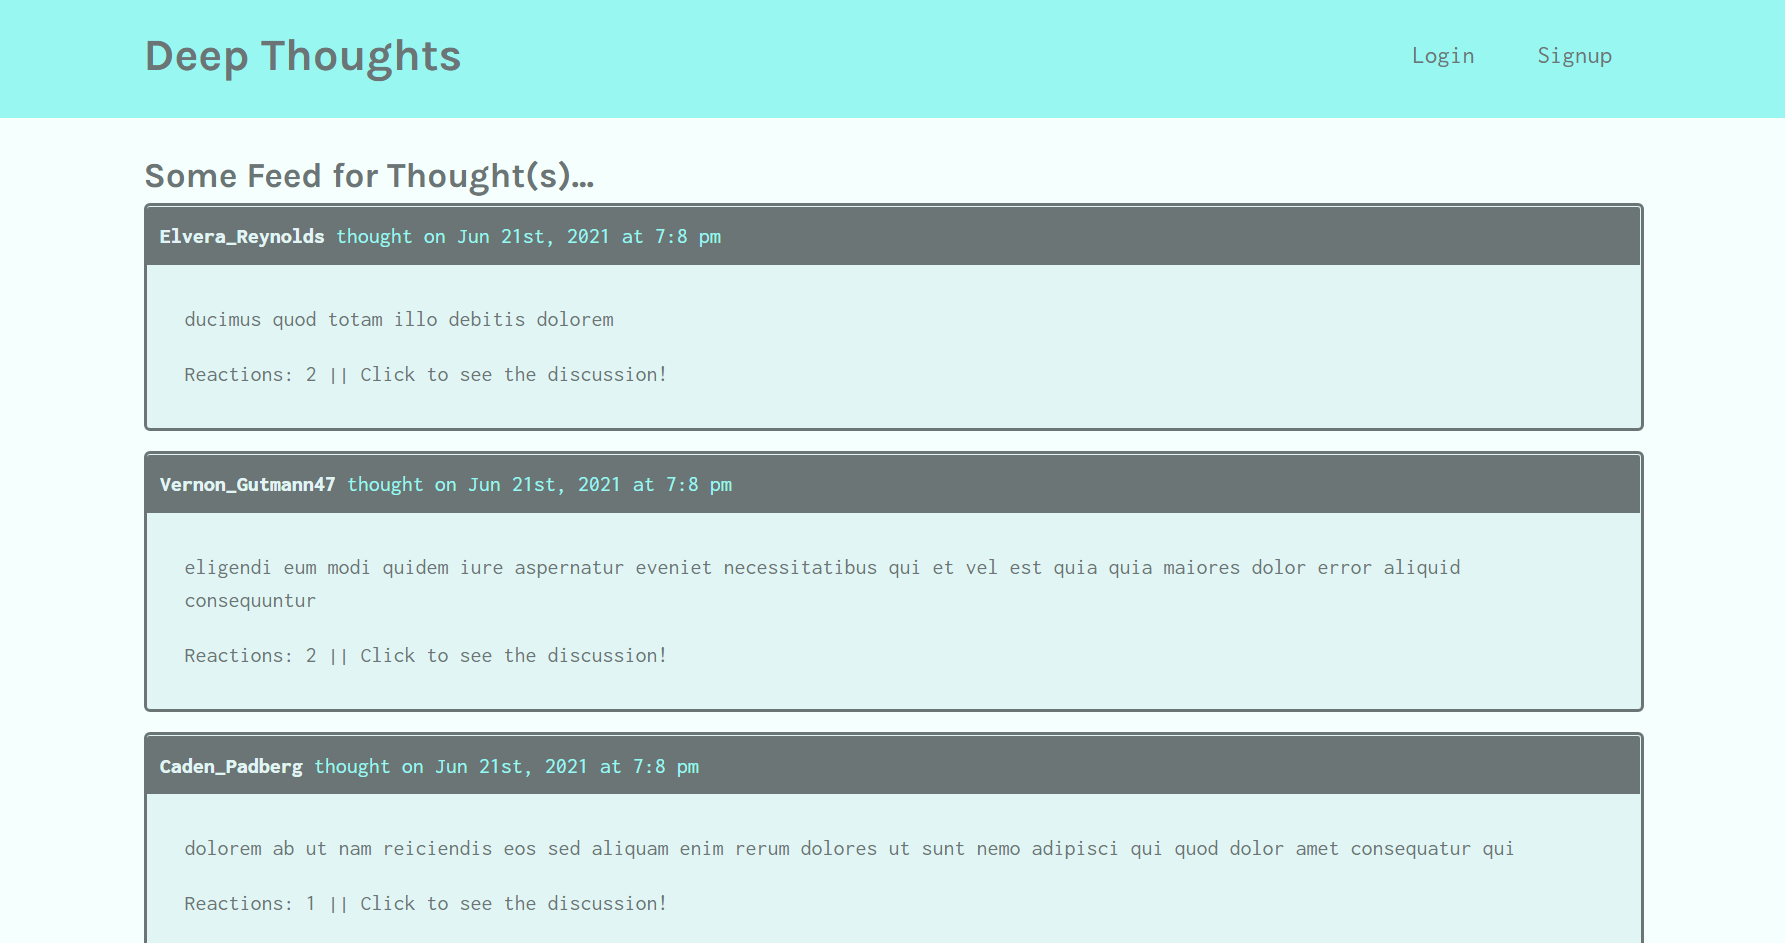 Deep Thoughts
Login Signup
Some Feed for Thought(s)...
Elvera_Reynolds thought on Jun 21st, 2021 at 7:8 pm
ducimus quod totam illo debitis dolorem
Reactions: 2 || Click to see the discussion!
Vernon_Gutmann47 thought on Jun 21st, 2021 at 7:8 pm
eligendi eum modi quidem iure aspernatur eveniet necessitatibus qui et vel est quia quia maiores dolor error aliquid
consequuntur
Reactions: 2 || Click to see the discussion!
Caden_Padberg thought on Jun 21st, 2021 at 7:8 pm
dolorem ab ut nam reiciendis eos sed aliquam enim rerum dolores ut sunt nemo adipisci qui quod dolor amet consequatur qui
Reactions: 1 || Click to see the discussion!